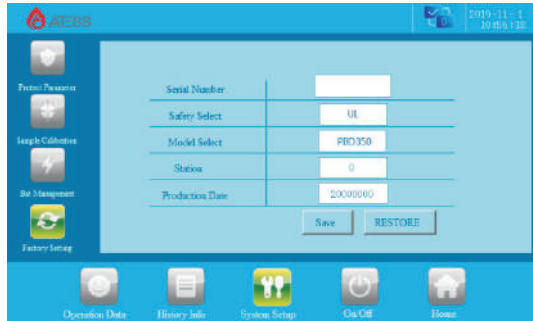 ATESS
2019-11-1
Protect Parameter
Sample Calibration
Bat Management
Factory Setting
Serial Number
Safety Select UL
Model Select PBD350
Station 0
Production Date 20000000
Save RESTORE
Operation Data History Info System Setup On/Off Home